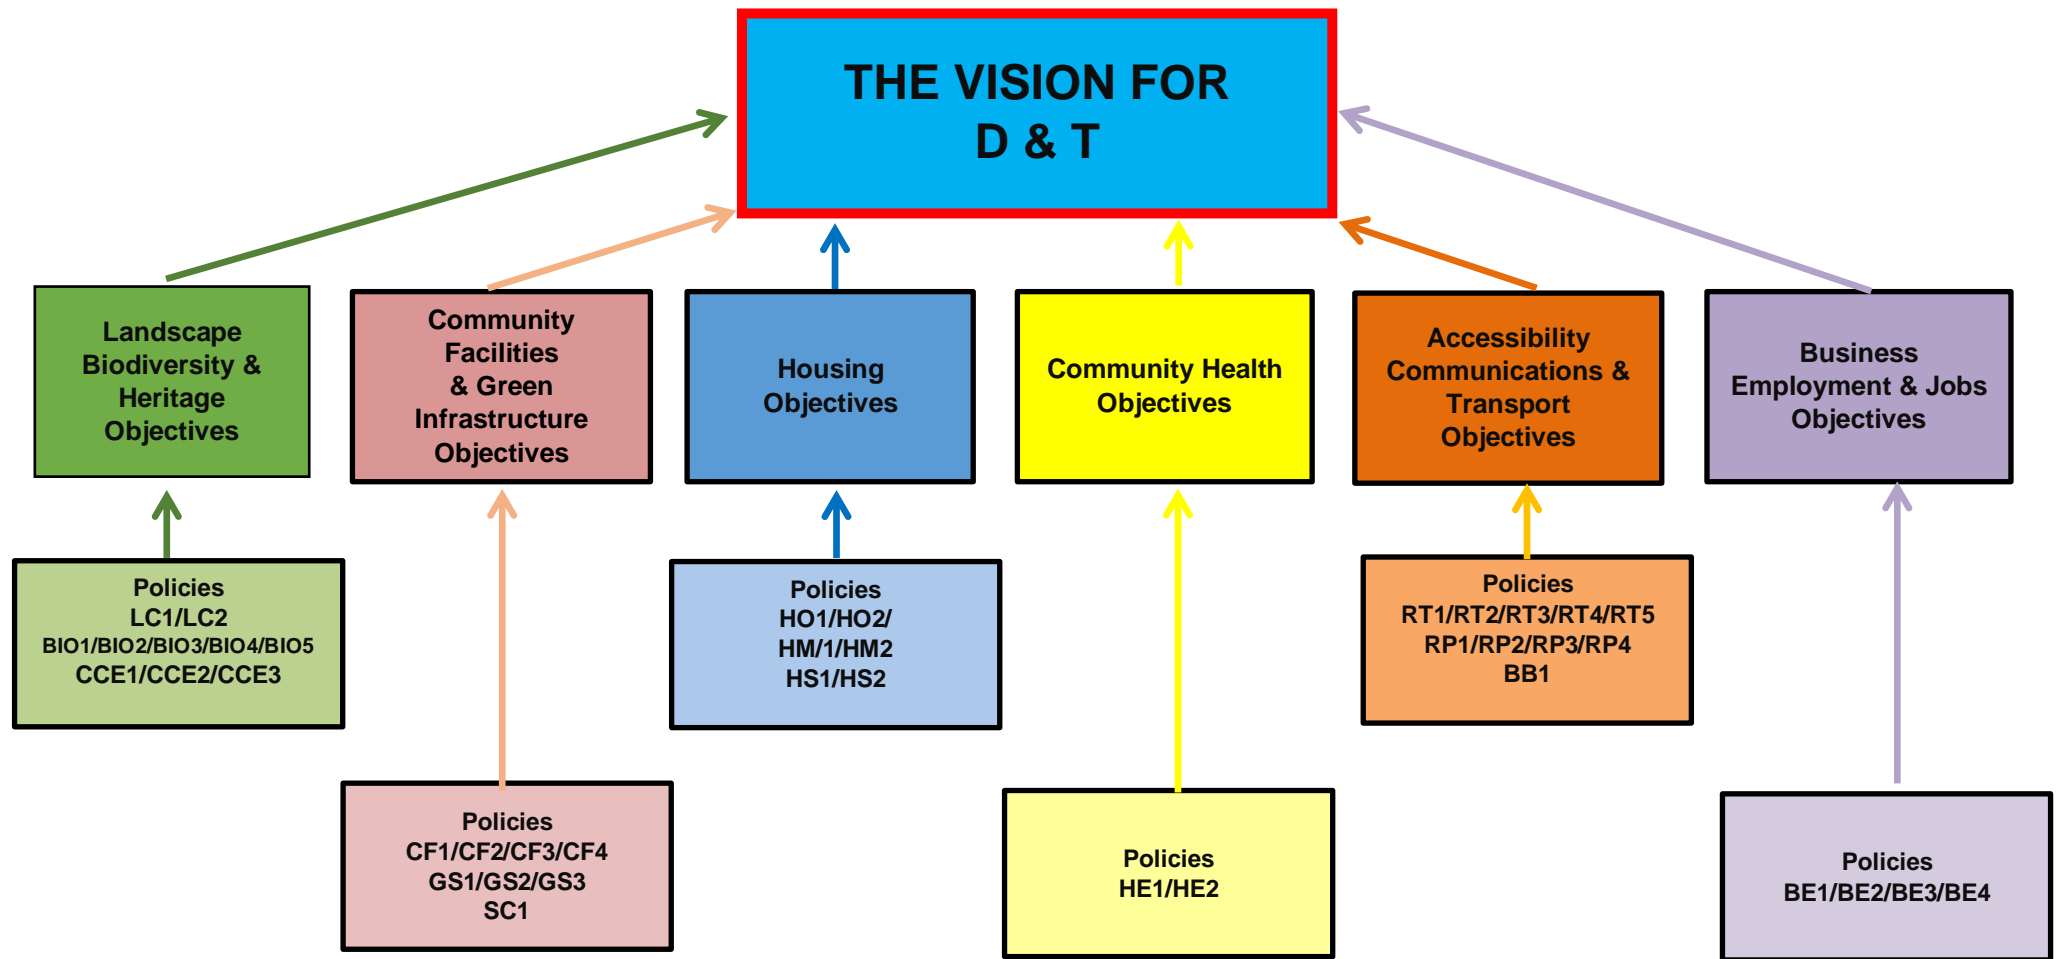 THE VISION FOR
D & T
Landscape
Biodiversity &
Heritage
Objectives
Community
Facilities
& Green
Infrastructure
Objectives
Housing
Objectives
Community Health
Objectives
Accessibility
Communications &
Transport
Objectives
Business
Employment & Jobs
Objectives
Policies
LC1/LC2
BIO1/BIO2/BIO3/BIO4/BIO5
CCE1/CCE2/CCE3
Policies
CF1/CF2/CF3/CF4
GS1/GS2/GS3
SC1
Policies
HO1/HO2/
HM/1/HM2
HS1/HS2
Policies
HE1/HE2
Policies
RT1/RT2/RT3/RT4/RT5
RP1/RP2/RP3/RP4
BB1
Policies
BE1/BE2/BE3/BE4